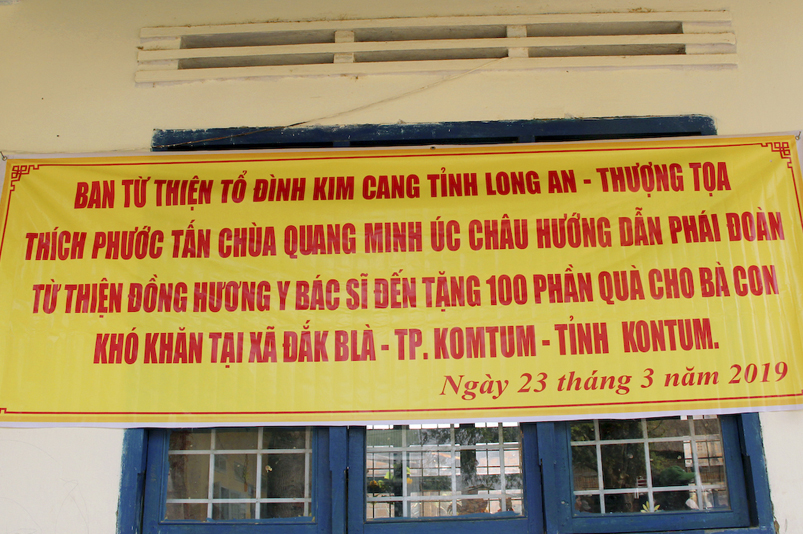 BAN TỪ THIỆN TỔ ĐÌNH KIM CANG TỈNH LONG AN - THƯỢNG TỌA
THÍCH PHƯỚC TẤN CHÙA QUANG MINH ÚC CHÂU HƯỚNG DẪN PHÁI ĐOÀN
TỪ THIỆN ĐỒNG HƯƠNG Y BÁC SĨ ĐẾN TẶNG 100 PHẦN QUÀ CHO BÀ CON
KHÓ KHĂN TẠI XÃ ĐẮK BLÀ - TP. KOMTUM - TỈNH KONTUM.
Ngày 23 tháng 3 năm 2019